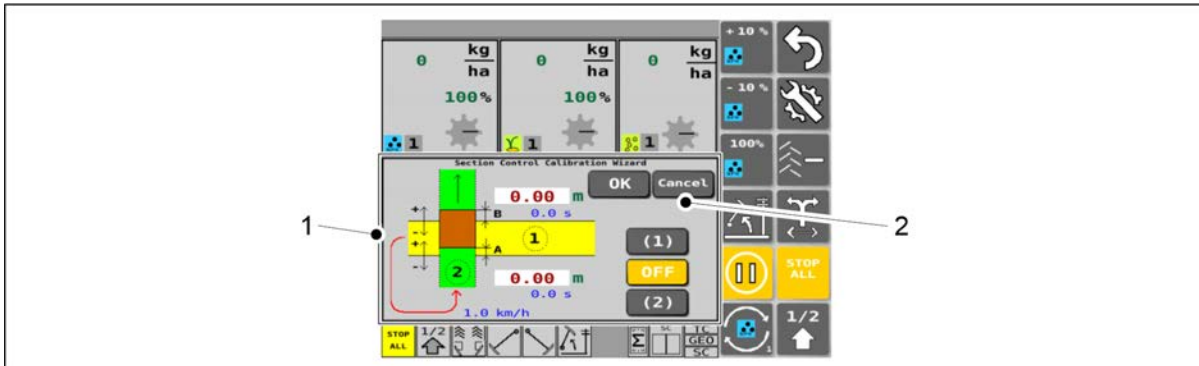 0 kg/ha 0 kg/ha 0 kg/ha
100% 100%
1 1 1
Section Control Calibration Wizard
OK Cancel
0.00 m
0.0 s
+
-
+
-
B
A
1
2
0.00 m
0.0 s
1.0 km/h
(1)
OFF
(2)
STOP ALL
1/2
Σ
SC
TC
GEO
SC
+ 10 %
- 10 %
100%
STOP ALL
1
1/2
1
2